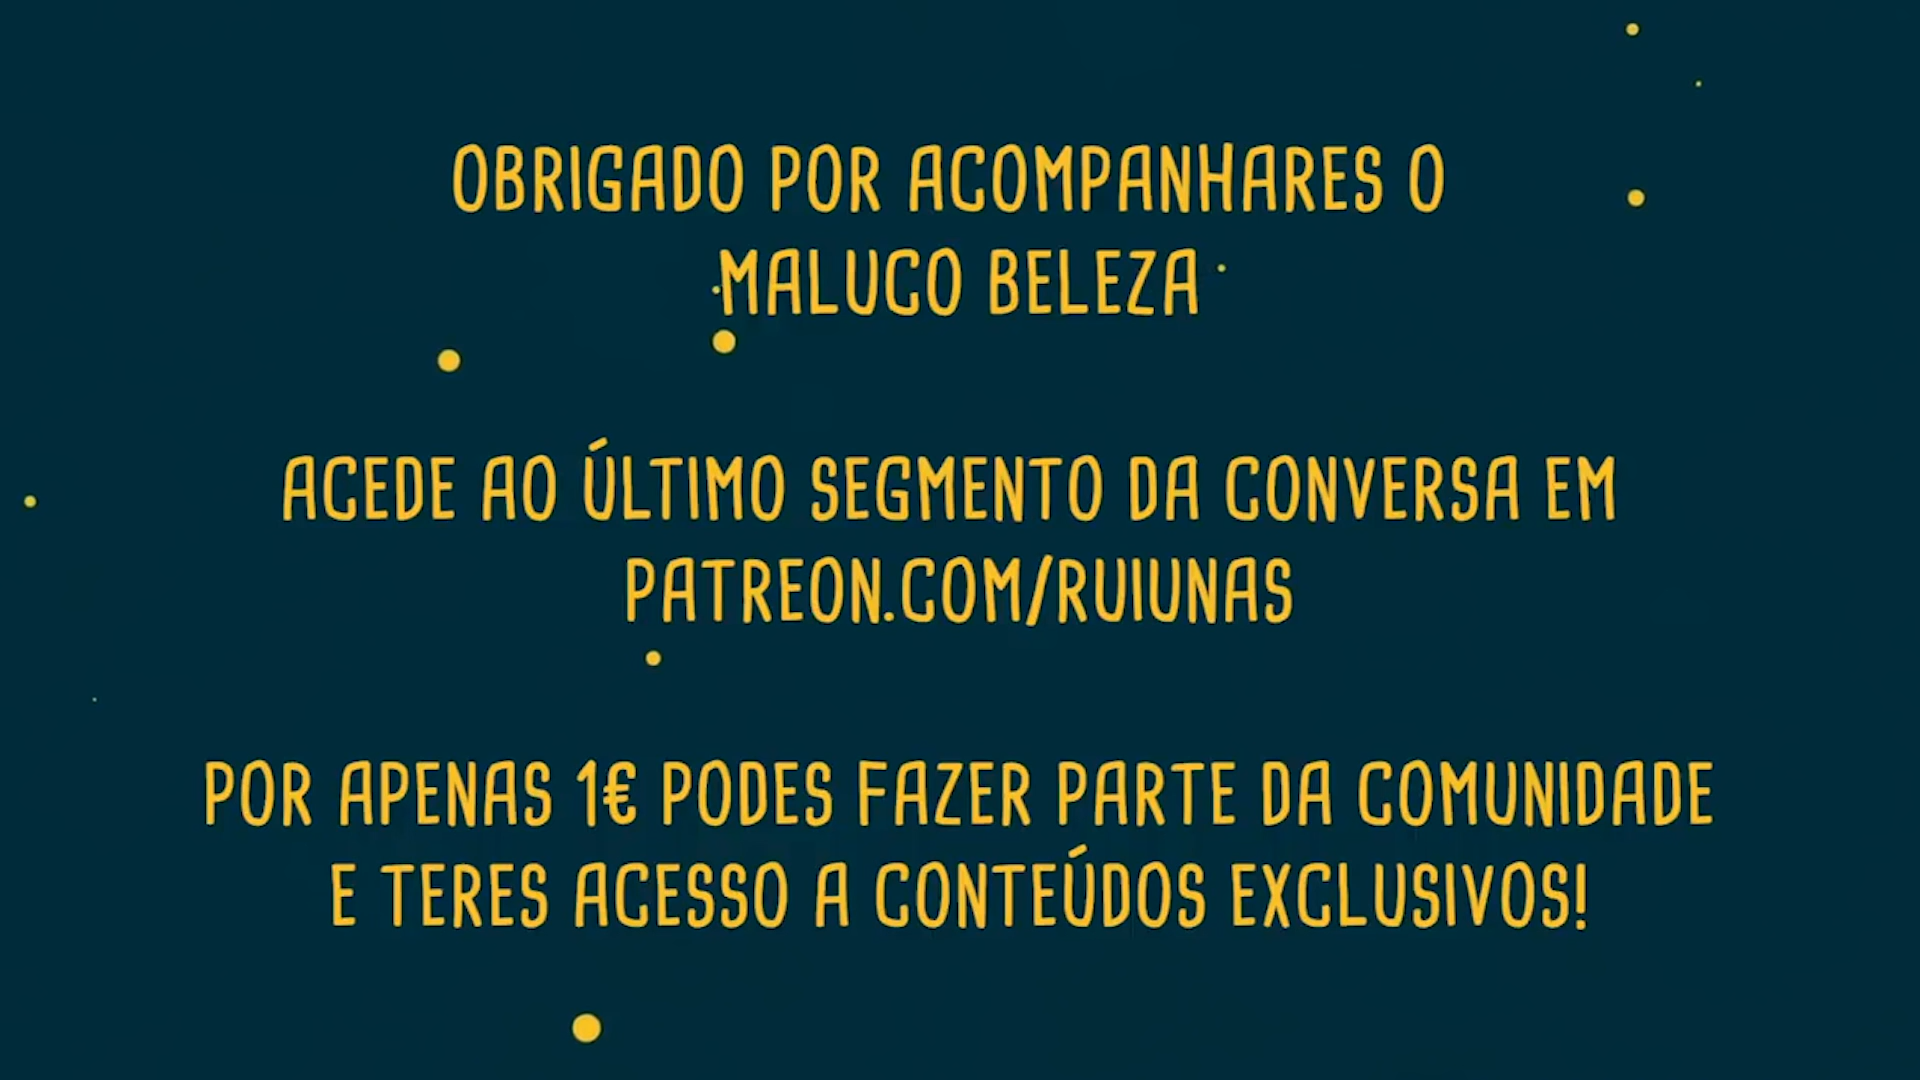 OBRIGADO POR ACOMPANHARES O
MALUCO BELEZA
ACEDE AO ÚLTIMO SEGMENTO DA CONVERSA EM
PATREON.COM/RUIUNAS
POR APENAS 1€ PODES FAZER PARTE DA COMUNIDADE
E TERES ACESSO A CONTEÚDOS EXCLUSIVOS!